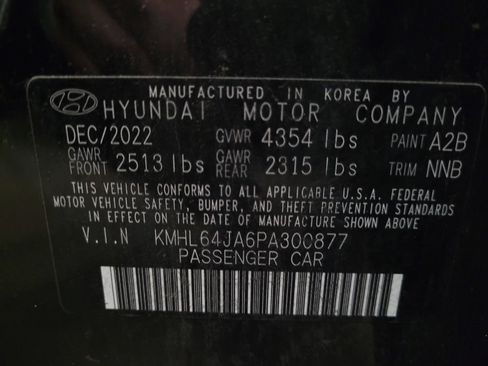 MANUFACTURED IN KOREA BY
HYUNDAI MOTOR COMPANY
DEC/2022 GVWR 4354 lbs PAINT A2B
GAWR FRONT 2513 lbs GAWR REAR 2315 lbs TRIM NNB
THIS VEHICLE CONFORMS TO ALL APPLICABLE U.S.A. FEDERAL
MOTOR VEHICLE SAFETY, BUMPER, AND THEFT PREVENTION STANDARDS
IN EFFECT ON THE DATE OF MANUFACTURE SHOWN ABOVE
V.I.N KMHL64JA6PA300877
PASSENGER CAR